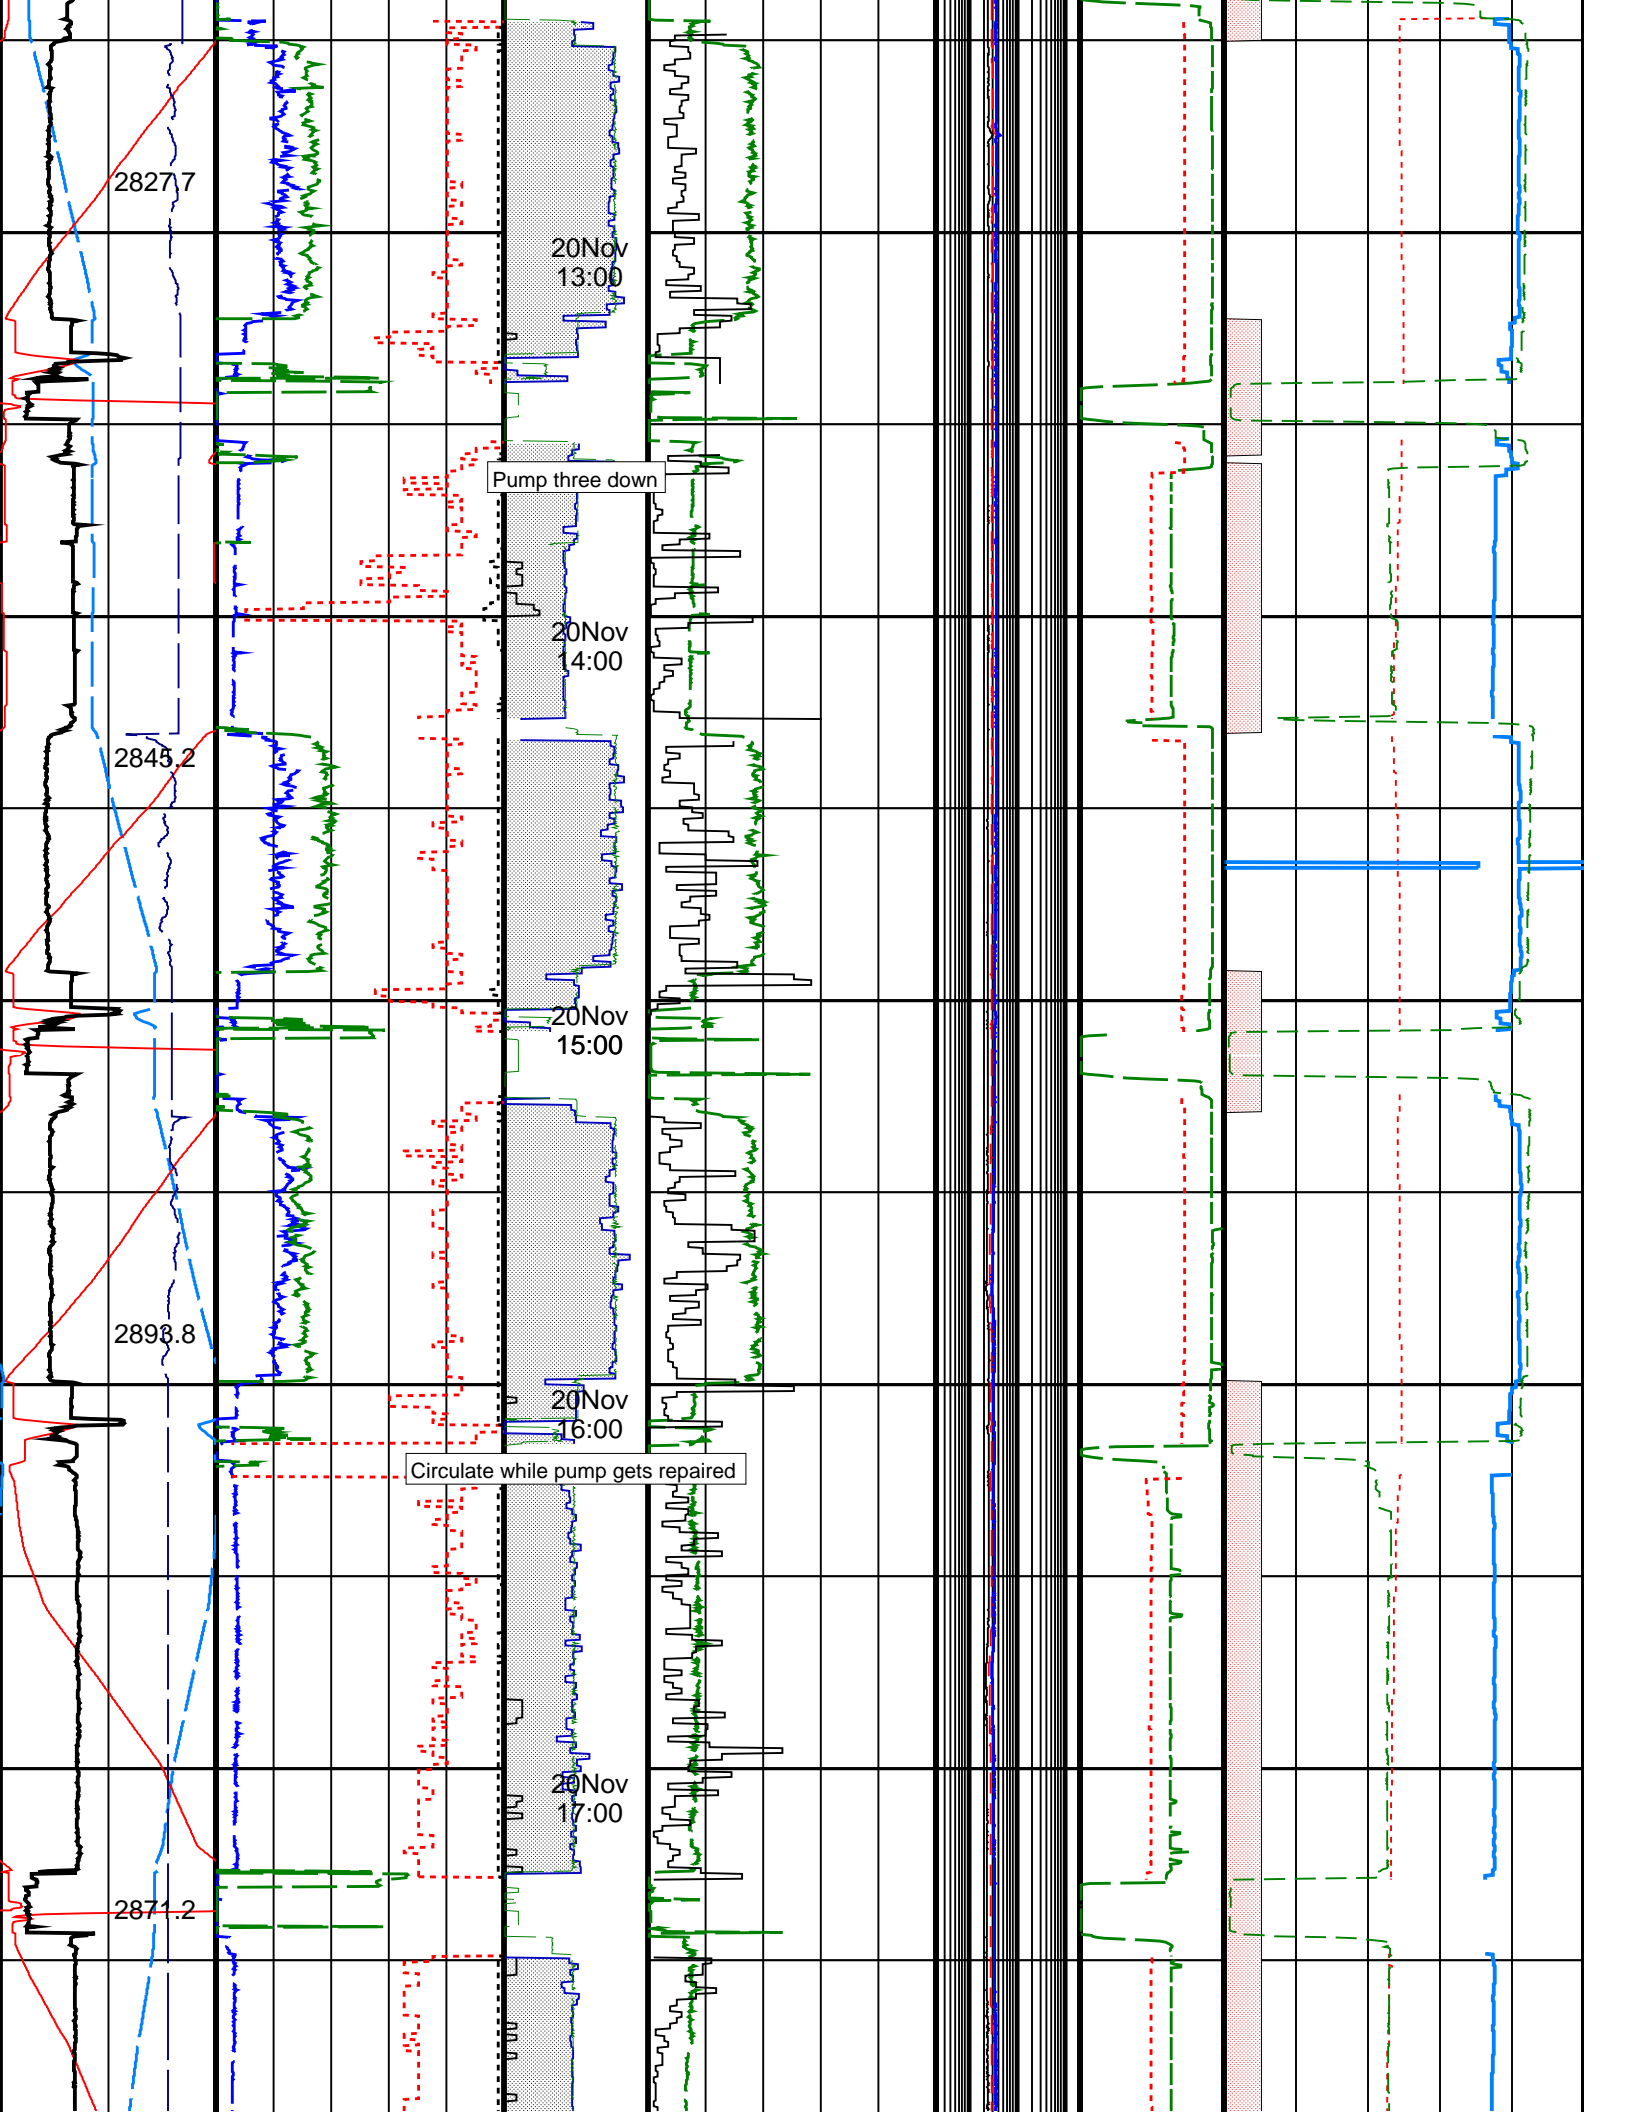 2827.7
20Nov
13:00
Pump three down
20Nov
14:00
2845.2
20Nov
15:00
2893.8
20Nov
16:00
Circulate while pump gets repaired
20Nov
17:00
2871.2